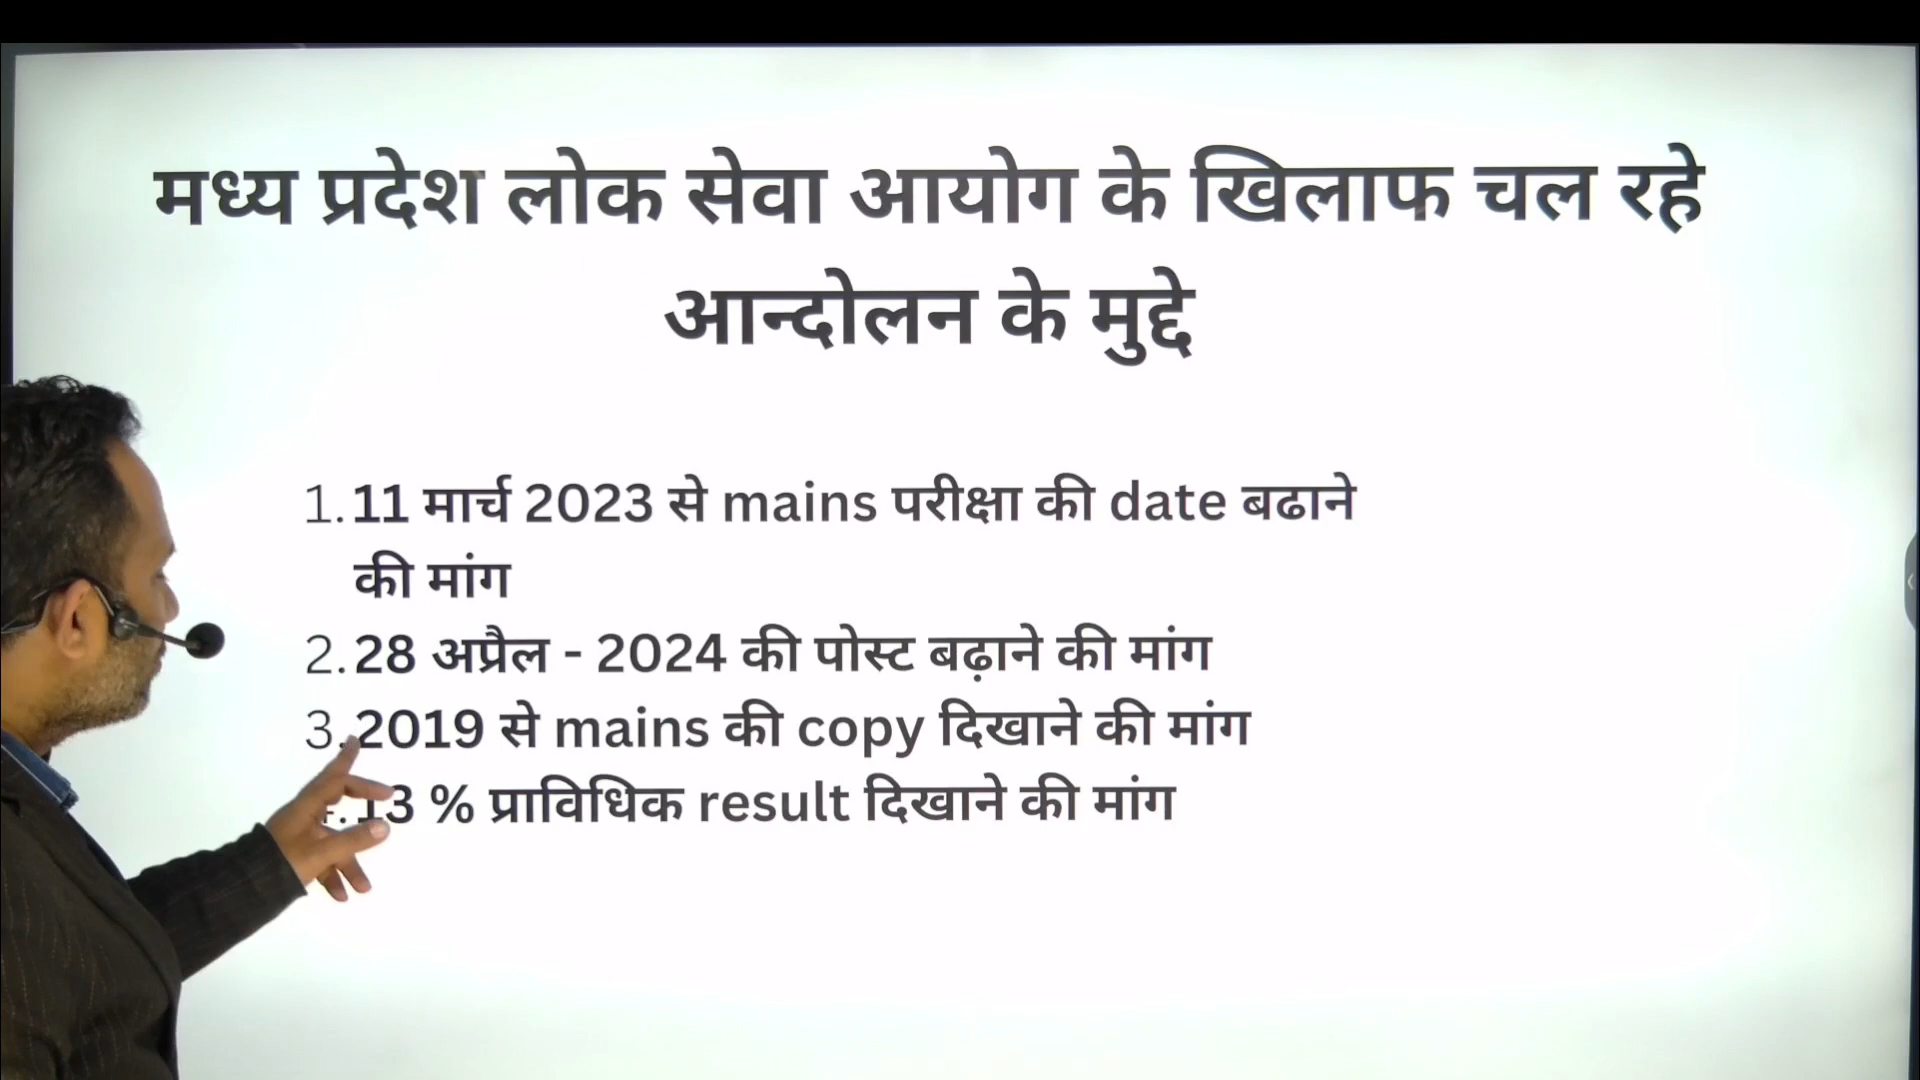 मध्य प्रदेश लोक सेवा आयोग के खिलाफ चल रहे
आन्दोलन के मुद्दे
1. 11 मार्च 2023 से mains परीक्षा की date बढाने
की मांग
2. 28 अप्रैल - 2024 की पोस्ट बढ़ाने की मांग
3. 2019 से mains की copy दिखाने की मांग
13 % प्राविधिक result दिखाने की मांग